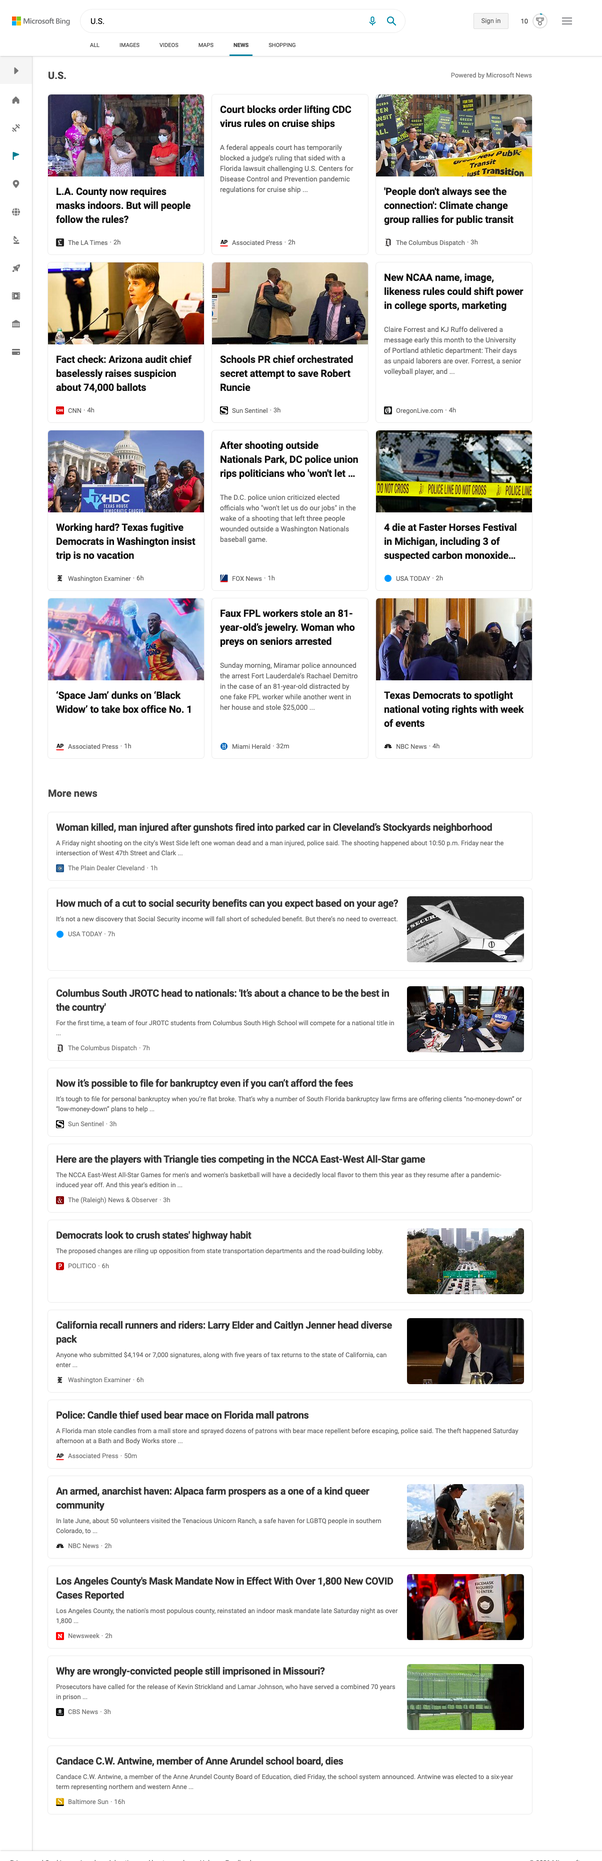 Microsoft Bing
U.S.
Sign in
10
ALL
IMAGES
VIDEOS
MAPS
NEWS
SHOPPING
U.S.
Powered by Microsoft News
L.A. County now requires
masks indoors. But will people
follow the rules?
The LA Times · 2h
Court blocks order lifting CDC
virus rules on cruise ships
A federal appeals court has temporarily
blocked a judge's ruling that sided with a
Florida lawsuit challenging U.S. Centers for
Disease Control and Prevention pandemic
regulations for cruise ship ...
Associated Press · 2h
'People don't always see the
connection': Climate change
group rallies for public transit
The Columbus Dispatch · 3h
Fact check: Arizona audit chief
baselessly raises suspicion
about 74,000 ballots
CNN · 4h
Schools PR chief orchestrated
secret attempt to save Robert
Runcie
Sun Sentinel · 3h
New NCAA name, image,
likeness rules could shift power
in college sports, marketing
Claire Forrest and KJ Ruffo delivered a
message early this month to the University
of Portland athletic department: Their days
as unpaid laborers are over. Forrest, a senior
volleyball player, and ...
OregonLive.com · 4h
Working hard? Texas fugitive
Democrats in Washington insist
trip is no vacation
Washington Examiner · 6h
After shooting outside
Nationals Park, DC police union
rips politicians who 'won't let ...
The D.C. police union criticized elected
officials who "won't let us do our jobs" in the
wake of a shooting that left three people
wounded outside a Washington Nationals
baseball game.
FOX News · 1h
DO NOT CROSS
POLICE LINE DO NOT CROSS
POLICE LINE
4 die at Faster Horses Festival
in Michigan, including 3 of
suspected carbon monoxide...
USA TODAY · 2h
'Space Jam' dunks on 'Black
Widow' to take box office No. 1
Associated Press · 1h
Faux FPL workers stole an 81-
year-old's jewelry. Woman who
preys on seniors arrested
Sunday morning, Miramar police announced
the arrest Fort Lauderdale's Rachael Demitro
in the case of an 81-year-old distracted by
one fake FPL worker while another went in
her house and stole $25,000 ...
Miami Herald · 32m
Texas Democrats to spotlight
national voting rights with week
of events
NBC News · 4h
More news
Woman killed, man injured after gunshots fired into parked car in Cleveland's Stockyards neighborhood
A Friday night shooting on the city's West Side left one woman dead and a man injured, police said. The shooting happened about 10:50 p.m. Friday near the
intersection of West 47th Street and Clark ...
The Plain Dealer Cleveland · 1h
How much of a cut to social security benefits can you expect based on your age?
It's not a new discovery that Social Security income will fall short of scheduled benefit. But there's no need to overreact.
USA TODAY · 7h
Columbus South JROTC head to nationals: 'It's about a chance to be the best in
the country'
For the first time, a team of four JROTC students from Columbus South High School will compete for a national title in
...
The Columbus Dispatch · 7h
Now it's possible to file for bankruptcy even if you can't afford the fees
It's tough to file for personal bankruptcy when you're flat broke. That's why a number of South Florida bankruptcy law firms are offering clients "no-money-down" or
"low-money-down" plans to help ...
Sun Sentinel · 3h
Here are the players with Triangle ties competing in the NCCA East-West All-Star game
The NCCA East-West All-Star Games for men's and women's basketball will have a decidedly local flavor to them this year as they resume after a pandemic-
induced year off. And this year's edition in ...
The (Raleigh) News & Observer · 3h
Democrats look to crush states' highway habit
The proposed changes are riling up opposition from state transportation departments and the road-building lobby.
POLITICO · 6h
California recall runners and riders: Larry Elder and Caitlyn Jenner head diverse
pack
Anyone who submitted $4,194 or 7,000 signatures, along with five years of tax returns to the state of California, can
enter ...
Washington Examiner · 6h
Police: Candle thief used bear mace on Florida mall patrons
A Florida man stole candles from a mall store and sprayed dozens of patrons with bear mace repellent before escaping, police said. The theft happened Saturday
afternoon at a Bath and Body Works store ...
Associated Press · 50m
An armed, anarchist haven: Alpaca farm prospers as a one of a kind queer
community
In late June, about 50 volunteers visited the Tenacious Unicorn Ranch, a safe haven for LGBTQ people in southern
Colorado, to ...
NBC News · 2h
Los Angeles County's Mask Mandate Now in Effect With Over 1,800 New COVID
Cases Reported
Los Angeles County, the nation's most populous county, reinstated an indoor mask mandate late Saturday night as over
1,800 ...
Newsweek · 2h
Why are wrongly-convicted people still imprisoned in Missouri?
Prosecutors have called for the release of Kevin Strickland and Lamar Johnson, who have served a combined 70 years
in prison ...
CBS News · 3h
Candace C.W. Antwine, member of Anne Arundel school board, dies
Candace C.W. Antwine, a member of the Anne Arundel County Board of Education, died Friday, the school system announced. Antwine was elected to a six-year
term representing northern and western Anne ...
Baltimore Sun · 16h